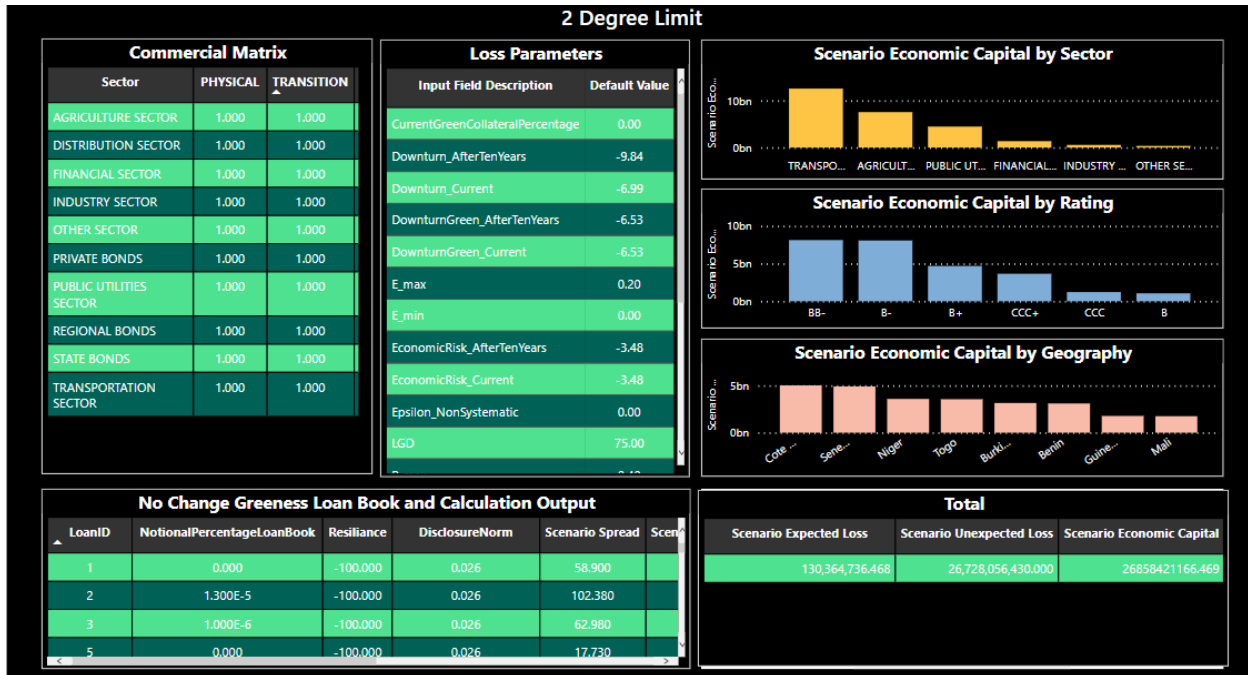 2 Degree Limit
Commercial Matrix
Sector PHYSICAL TRANSITION
AGRICULTURE SECTOR 1.000 1.000
DISTRIBUTION SECTOR 1.000 1.000
FINANCIAL SECTOR 1.000 1.000
INDUSTRY SECTOR 1.000 1.000
OTHER SECTOR 1.000 1.000
PRIVATE BONDS 1.000 1.000
PUBLIC UTILITIES
SECTOR 1.000 1.000
REGIONAL BONDS 1.000 1.000
STATE BONDS 1.000 1.000
TRANSPORTATION
SECTOR 1.000 1.000
Loss Parameters
Input Field Description Default Value
CurrentGreenCollateralPercentage 0.00
Downturn_AfterTenYears -9.84
Downturn_Current -6.99
DownturnGreen_AfterTenYears -6.53
DownturnGreen_Current -6.53
E_max 0.20
E_min 0.00
EconomicRisk_AfterTenYears -3.48
EconomicRisk_Current -3.48
Epsilon_NonSystematic 0.00
LGD 75.00
Scenario Economic Capital by Sector
Scenario Eco...
10bn
0bn
TRANSPO... AGRICULT... PUBLIC UT... FINANCIAL... INDUSTRY ... OTHER SE...
Scenario Economic Capital by Rating
Scenario Eco...
10bn
5bn
0bn
BB- B- B+ CCC+ CCC B
Scenario Economic Capital by Geography
Scenario ...
5bn
0bn
Cote ... Sene... Niger Togo Burki... Benin Guine... Mali
No Change Greeness Loan Book and Calculation Output
LoanID NotionalPercentageLoanBook Resiliance DisclosureNorm Scenario Spread Scen
1 0.000 -100.000 0.026 58.900
2 1.300E-5 -100.000 0.026 102.380
3 1.000E-6 -100.000 0.026 62.980
5 0.000 -100.000 0.026 17.730
Total
Scenario Expected Loss Scenario Unexpected Loss Scenario Economic Capital
130,364,736.468 26,728,056,430.000 26858421166.469